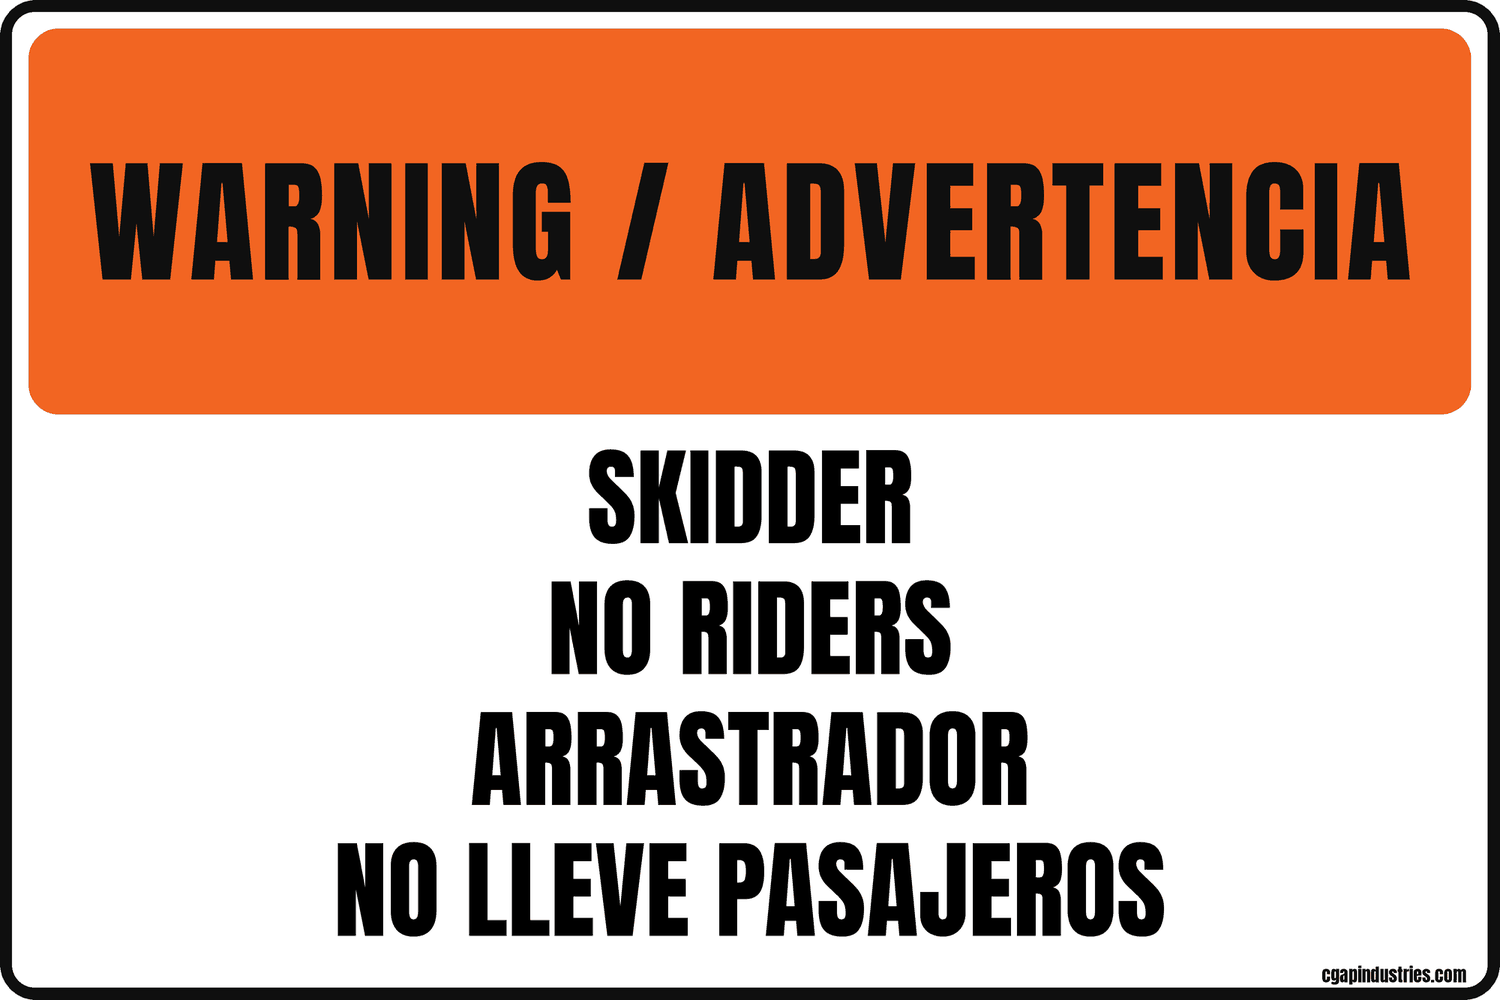 WARNING / ADVERTENCIA
SKIDDER
NO RIDERS
ARRASTRADOR
NO LLEVE PASAJEROS
cgapindustries.com